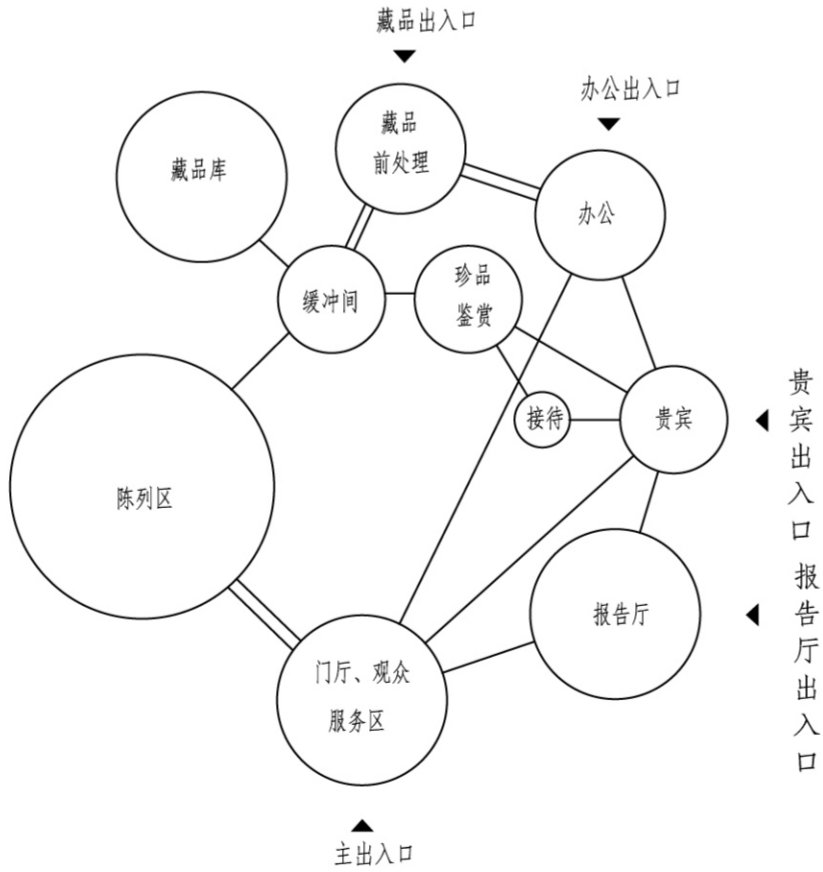 藏品出入口
办公出入口
藏品
前处理
藏品库
办公
珍品
鉴赏
缓冲间
贵宾出入口
接待
贵宾
陈列区
报告厅出入口
报告厅
门厅、观众
服务区
主出入口